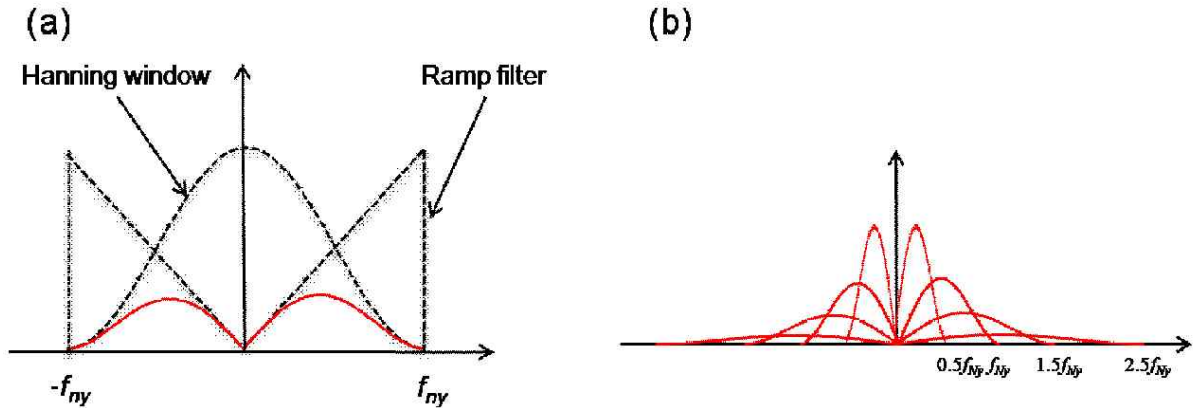 (a)
Hanning window
Ramp filter
-fny
fny
(b)
0.5fNy fNy 1.5fNy 2.5fNy